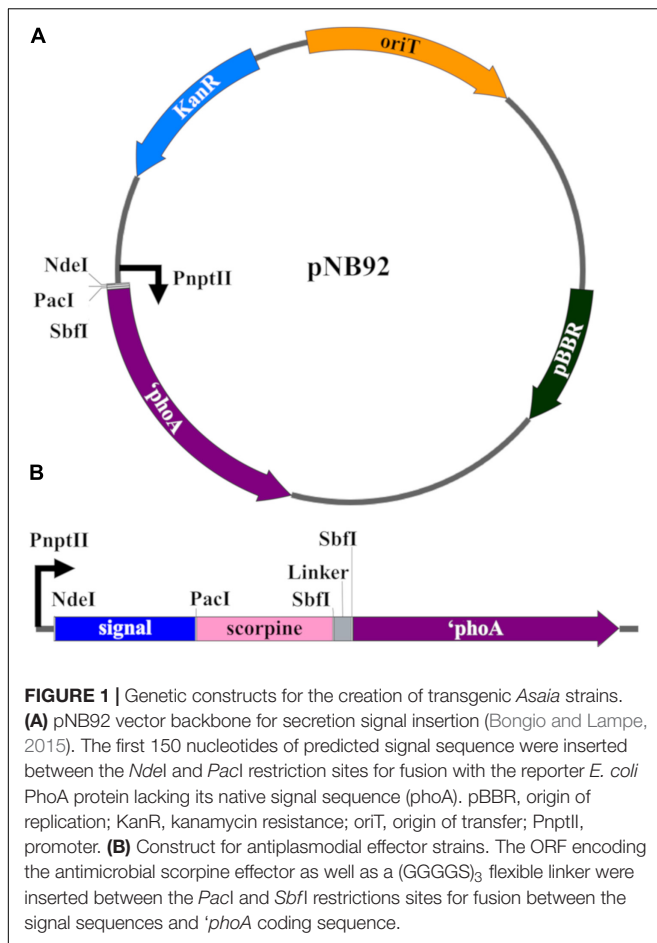 A
oriT
KanR
pNB92
NdeI
PnptII
PacI
SbfI
pBBR
‘phoA
B
SbfI
PnptII
Linker
NdeI
PacI
SbfI
signal
scorpine
‘phoA
FIGURE 1 | Genetic constructs for the creation of transgenic Asaia strains.
(A) pNB92 vector backbone for secretion signal insertion (Bongio and Lampe,
2015). The first 150 nucleotides of predicted signal sequence were inserted
between the NdeI and PacI restriction sites for fusion with the reporter E. coli
PhoA protein lacking its native signal sequence (phoA). pBBR, origin of
replication; KanR, kanamycin resistance; oriT, origin of transfer; PnptII,
promoter. (B) Construct for antiplasmodial effector strains. The ORF encoding
the antimicrobial scorpine effector as well as a (GGGGS)₃ flexible linker were
inserted between the PacI and SbfI restrictions sites for fusion between the
signal sequences and ‘phoA coding sequence.